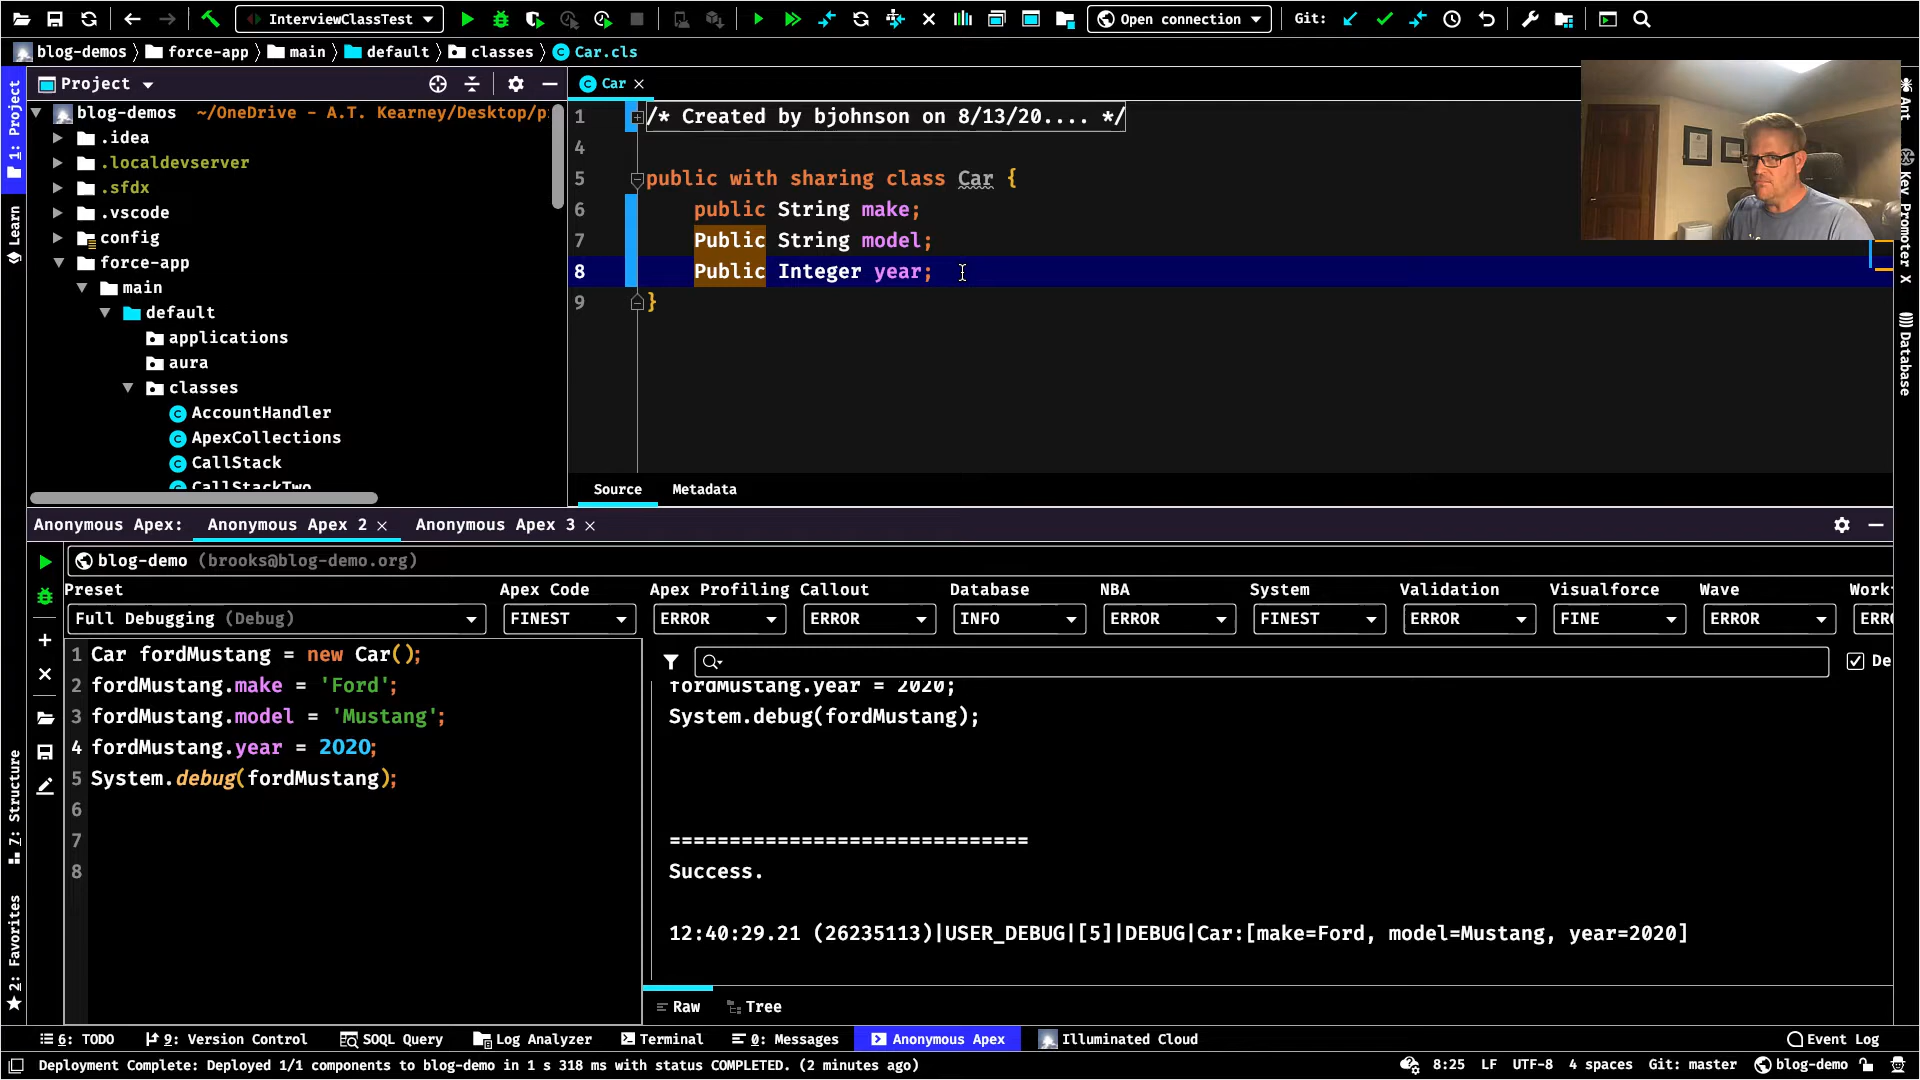 InterviewClassTest
Open connection
Git:
blog-demos
force-app
main
default
classes
Car.cls
1: Project
Learn
7: Structure
2: Favorites
Project
blog-demos ~/OneDrive - A.T. Kearney/Desktop/p
.idea
.localdevserver
.sfdx
.vscode
config
force-app
main
default
applications
aura
classes
AccountHandler
ApexCollections
CallStack
CallStackTwo
Car
1 /* Created by bjohnson on 8/13/20.... */
4
5 public with sharing class Car {
6 public String make;
7 Public String model;
8 Public Integer year;
9 }
Source Metadata
Ant
Key Promoter X
Database
Anonymous Apex: Anonymous Apex 2 Anonymous Apex 3
blog-demo (brooks@blog-demo.org)
Preset Apex Code Apex Profiling Callout Database NBA System Validation Visualforce Wave Work
Full Debugging (Debug) FINEST ERROR ERROR INFO ERROR FINEST ERROR FINE ERROR ERR
1 Car fordMustang = new Car();
2 fordMustang.make = 'Ford';
3 fordMustang.model = 'Mustang';
4 fordMustang.year = 2020;
5 System.debug(fordMustang);
6
7
8
De
fordMustang.year = 2020;
System.debug(fordMustang);
==============================
Success.
12:40:29.21 (26235113)|USER_DEBUG|[5]|DEBUG|Car:[make=Ford, model=Mustang, year=2020]
Raw Tree
6: TODO 9: Version Control SOQL Query Log Analyzer Terminal 0: Messages Anonymous Apex Illuminated Cloud Event Log
Deployment Complete: Deployed 1/1 components to blog-demo in 1 s 318 ms with status COMPLETED. (2 minutes ago) 8:25 LF UTF-8 4 spaces Git: master blog-demo